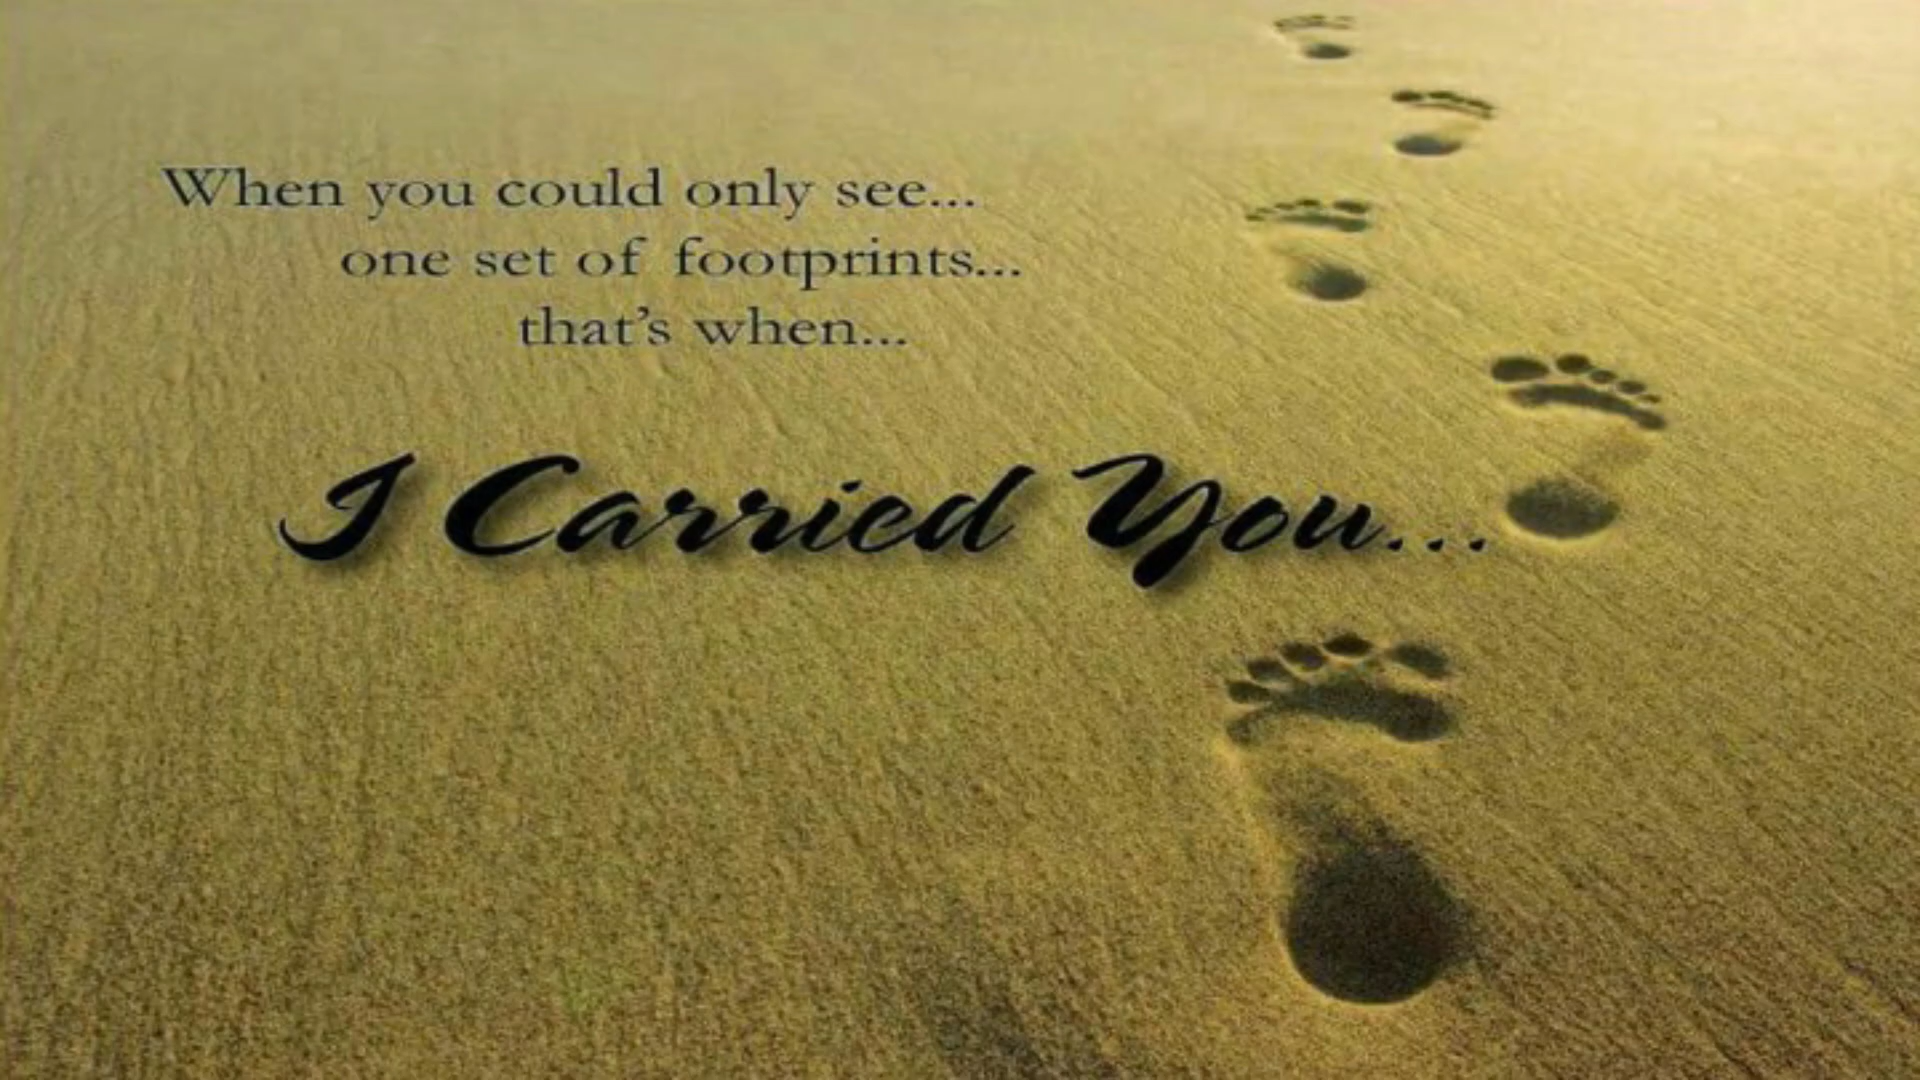 When you could only see...
one set of footprints...
that's when...
I Carried You...